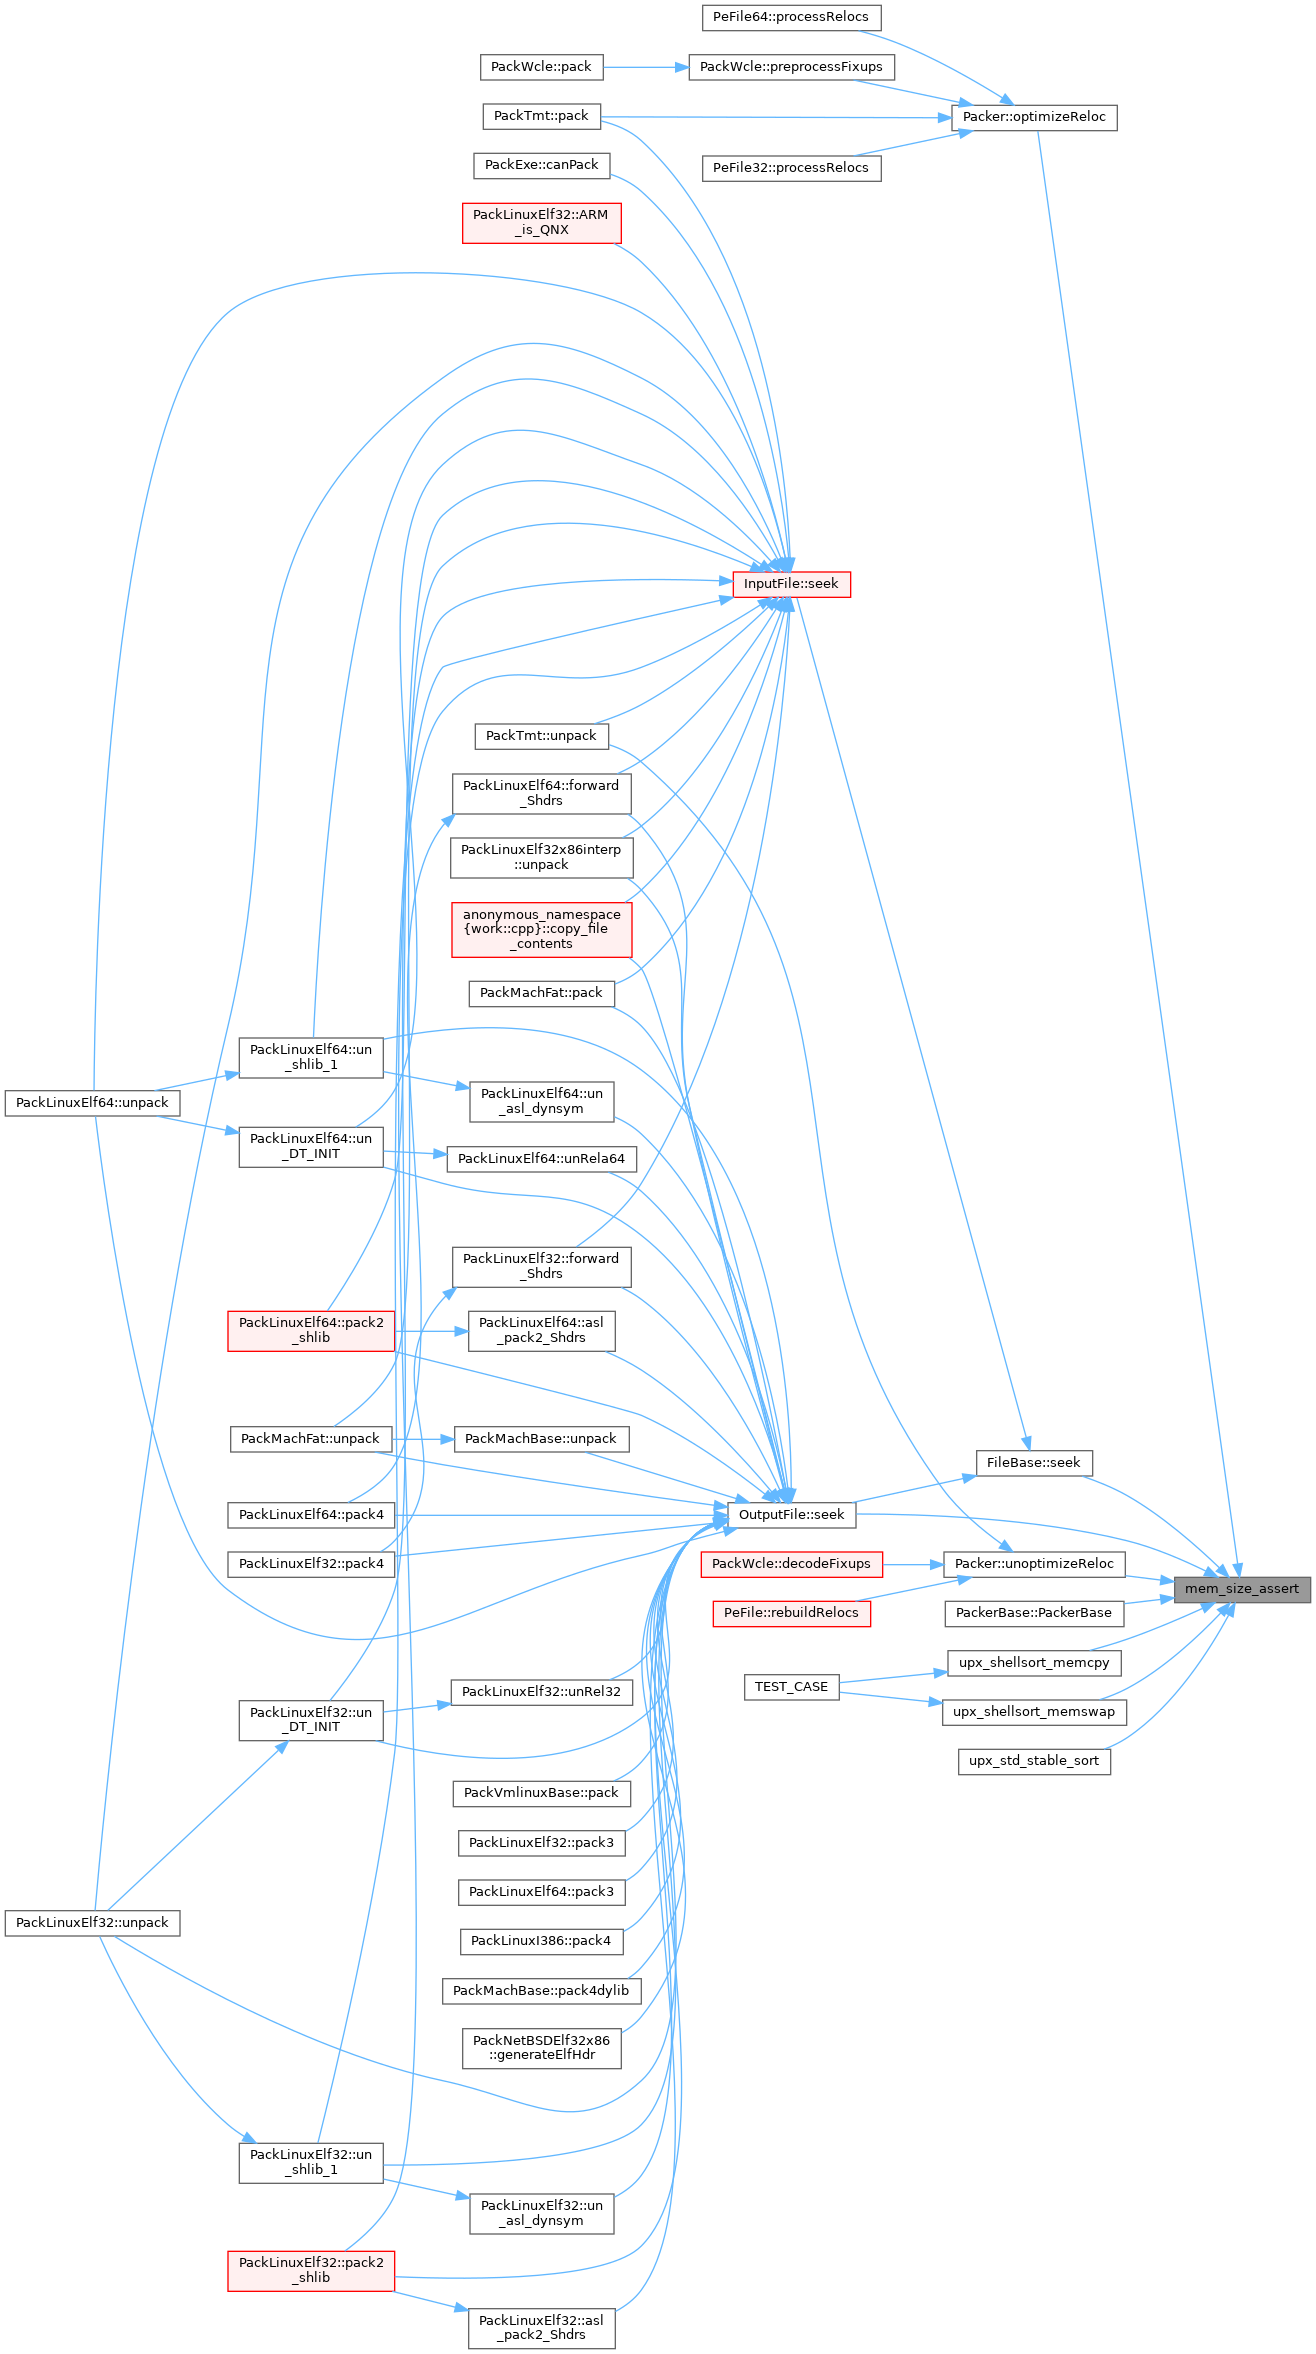 PeFile64::processRelocs
PackWcle::pack
PackWcle::preprocessFixups
PackTmt::pack
Packer::optimizeReloc
PackExe::canPack
PeFile32::processRelocs
PackLinuxElf32::ARM
_is_QNX
InputFile::seek
PackTmt::unpack
PackLinuxElf64::forward
_Shdrs
PackLinuxElf32x86interp
::unpack
anonymous_namespace
{work::cpp}::copy_file
_contents
PackMachFat::pack
PackLinuxElf64::un
_shlib_1
PackLinuxElf64::unpack
PackLinuxElf64::un
_asl_dynsym
PackLinuxElf64::un
_DT_INIT
PackLinuxElf64::unRela64
PackLinuxElf32::forward
_Shdrs
PackLinuxElf64::pack2
_shlib
PackLinuxElf64::asl
_pack2_Shdrs
PackMachFat::unpack
PackMachBase::unpack
FileBase::seek
PackLinuxElf64::pack4
OutputFile::seek
PackLinuxElf32::pack4
PackWcle::decodeFixups
Packer::unoptimizeReloc
mem_size_assert
PeFile::rebuildRelocs
PackerBase::PackerBase
upx_shellsort_memcpy
TEST_CASE
PackLinuxElf32::unRel32
upx_shellsort_memswap
PackLinuxElf32::un
_DT_INIT
upx_std_stable_sort
PackVmlinuxBase::pack
PackLinuxElf32::pack3
PackLinuxElf64::pack3
PackLinuxElf32::unpack
PackLinuxI386::pack4
PackMachBase::pack4dylib
PackNetBSDElf32x86
::generateElfHdr
PackLinuxElf32::un
_shlib_1
PackLinuxElf32::un
_asl_dynsym
PackLinuxElf32::pack2
_shlib
PackLinuxElf32::asl
_pack2_Shdrs